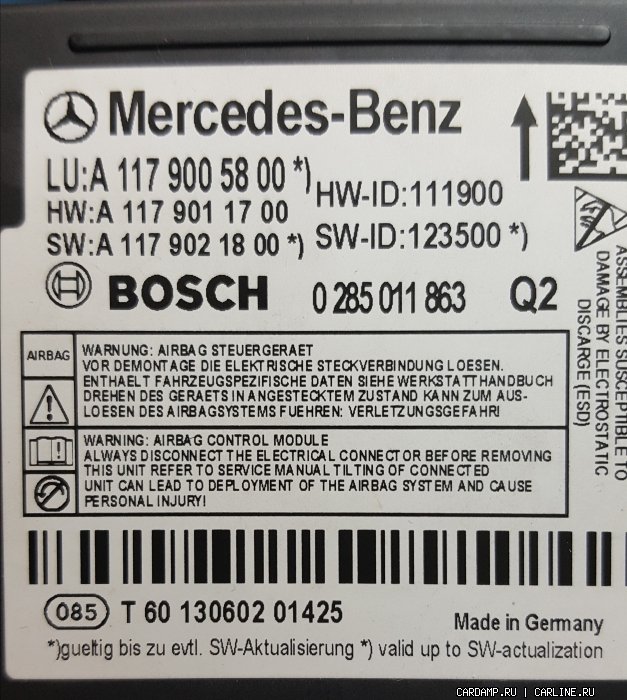 Mercedes-Benz
LU:A 117 900 58 00 *)
HW:A 117 901 17 00
SW:A 117 902 18 00 *)
HW-ID:111900
SW-ID:123500 *)
BOSCH 0 285 011 863 Q2
AIRBAG
WARNUNG: AIRBAG STEUERGERAET
VOR DEMONTAGE DIE ELEKTRISCHE STECKVERBINDUNG LOESEN.
ENTHAELT FAHRZEUGSPEZIFISCHE DATEN SIEHE WERKSTATTHANDBUCH
DREHEN DES GERAETS IN ANGESTECKTEM ZUSTAND KANN ZUM AUS-
LOESEN DES AIRBAGSYSTEMS FUEHREN: VERLETZUNGSGEFAHR!
WARNING: AIRBAG CONTROL MODULE
ALWAYS DISCONNECT THE ELECTRICAL CONNECTOR BEFORE REMOVING
THIS UNIT REFER TO SERVICE MANUAL TILTING OF CONNECTED
UNIT CAN LEAD TO DEPLOYMENT OF THE AIRBAG SYSTEM AND CAUSE
PERSONAL INJURY!
ASSEMBLIES SUSCEPTIBLE TO
DAMAGE BY ELECTROSTATIC
DISCHARGE (ESD)
085 T 60 130602 01425
Made in Germany
*)gueltig bis zu evtl. SW-Aktualisierung *) valid up to SW-actualization
CARDAMP.RU | CARLINE.RU